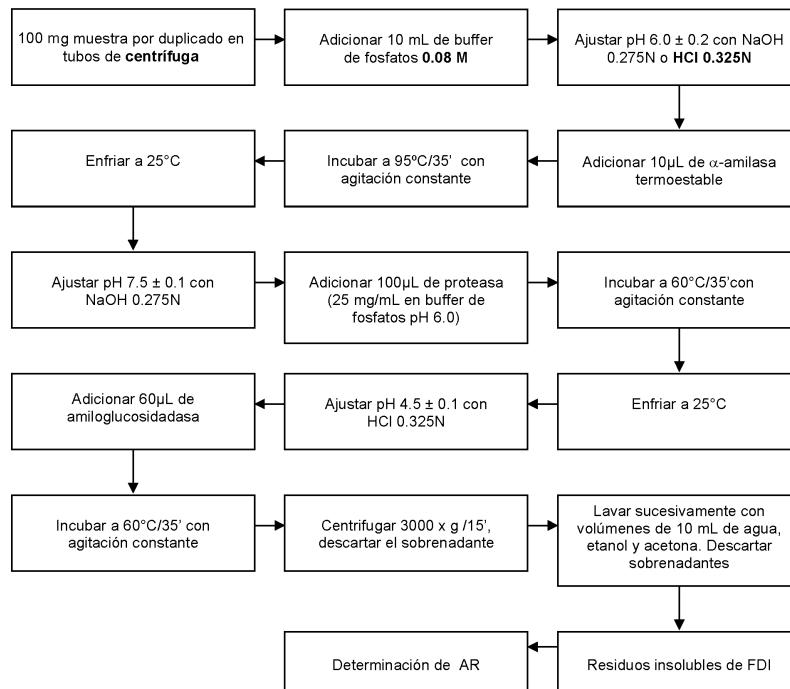 100 mg muestra por duplicado en
tubos de centrífuga
Adicionar 10 mL de buffer
de fosfatos 0.08 M
Ajustar pH 6.0 ± 0.2 con NaOH
0.275N o HCl 0.325N
Adicionar 10µL de α-amilasa
termoestable
Incubar a 95ºC/35' con
agitación constante
Enfriar a 25°C
Ajustar pH 7.5 ± 0.1 con
NaOH 0.275N
Adicionar 100µL de proteasa
(25 mg/mL en buffer de
fosfatos pH 6.0)
Incubar a 60°C/35'con
agitación constante
Enfriar a 25°C
Ajustar pH 4.5 ± 0.1 con
HCl 0.325N
Adicionar 60µL de
amiloglucosidadasa
Incubar a 60°C/35' con
agitación constante
Centrifugar 3000 x g /15',
descartar el sobrenadante
Lavar sucesivamente con
volúmenes de 10 mL de agua,
etanol y acetona. Descartar
sobrenadantes
Residuos insolubles de FDI
Determinación de AR